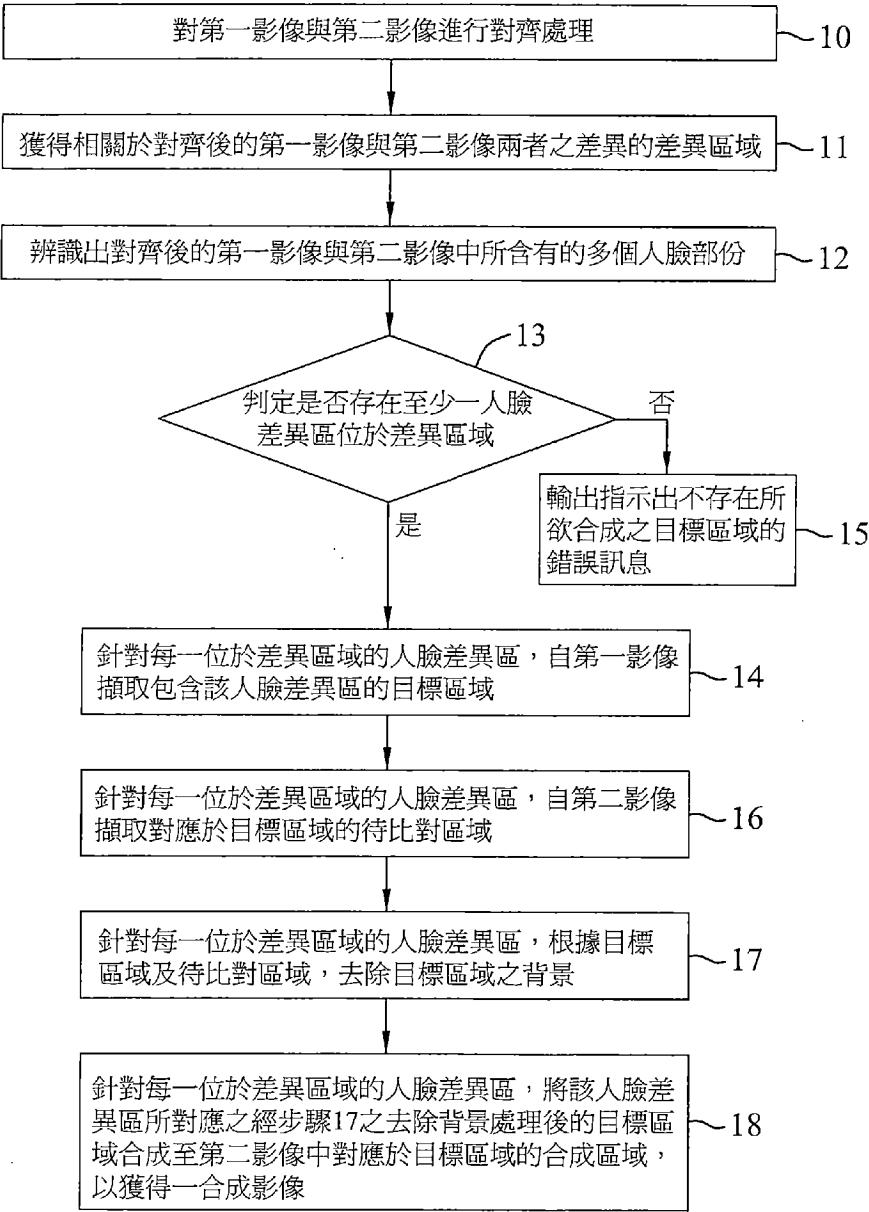 對第一影像與第二影像進行對齊處理
10
獲得相關於對齊後的第一影像與第二影像兩者之差異的差異區域
11
辨識出對齊後的第一影像與第二影像中所含有的多個人臉部份
12
13
判定是否存在至少一人臉
差異區位於差異區域
否
是
輸出指示出不存在所
欲合成之目標區域的
錯誤訊息
15
針對每一位於差異區域的人臉差異區，自第一影像
擷取包含該人臉差異區的目標區域
14
針對每一位於差異區域的人臉差異區，自第二影像
擷取對應於目標區域的待比對區域
16
針對每一位於差異區域的人臉差異區，根據目標
區域及待比對區域，去除目標區域之背景
17
針對每一位於差異區域的人臉差異區，將該人臉差
異區所對應之經步驟17之去除背景處理後的目標區
域合成至第二影像中對應於目標區域的合成區域，
以獲得一合成影像
18